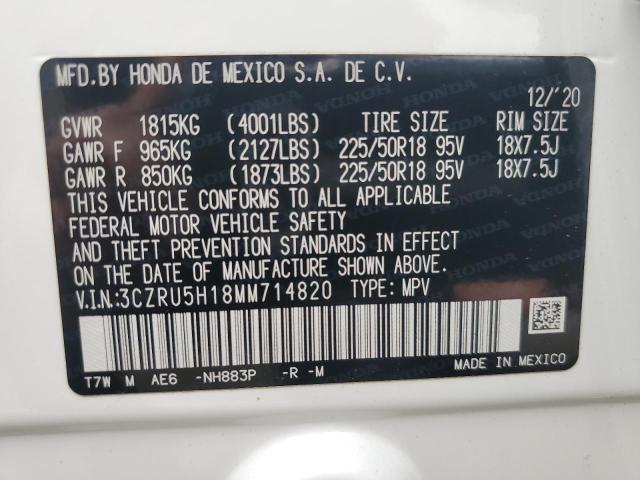 MFD.BY HONDA DE MEXICO S.A. DE C.V.
12/'20
GVWR 1815KG (4001LBS) TIRE SIZE RIM SIZE
GAWR F 965KG (2127LBS) 225/50R18 95V 18X7.5J
GAWR R 850KG (1873LBS) 225/50R18 95V 18X7.5J
THIS VEHICLE CONFORMS TO ALL APPLICABLE
FEDERAL MOTOR VEHICLE SAFETY
AND THEFT PREVENTION STANDARDS IN EFFECT
ON THE DATE OF MANUFACTURE SHOWN ABOVE.
V.I.N.:3CZRU5H18MM714820 TYPE: MPV
T7W M AE6 -NH883P -R -M
MADE IN MEXICO